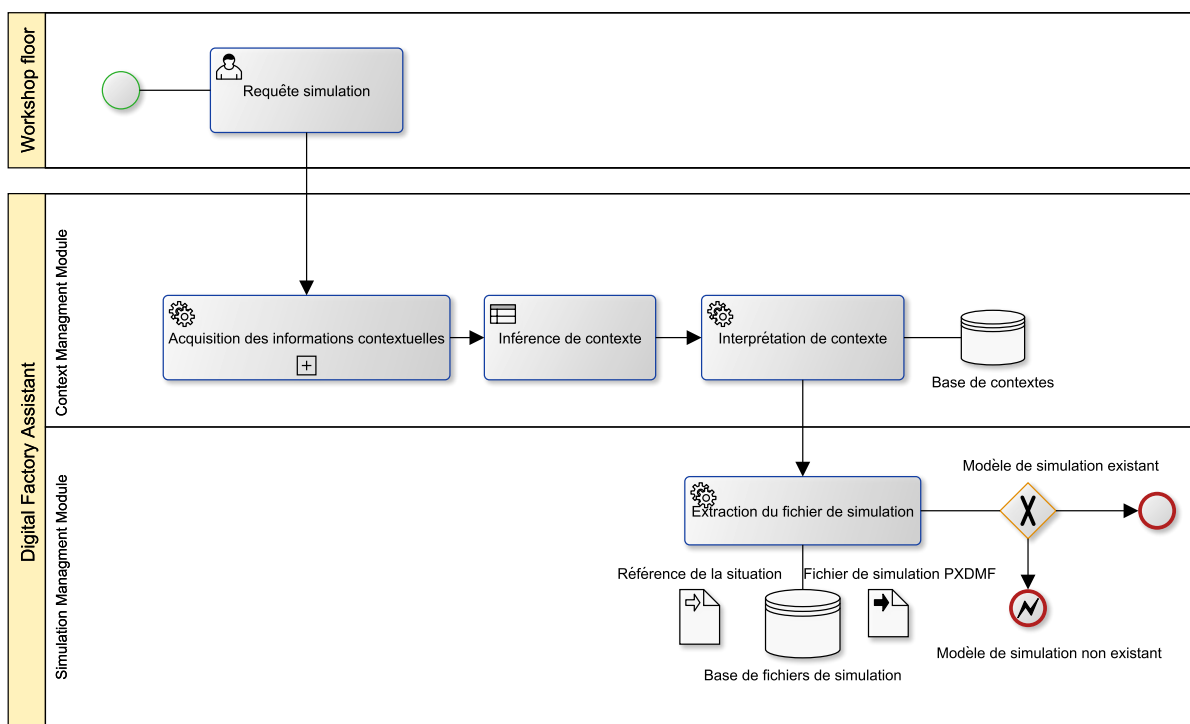 Workshop floor
Requête simulation
Digital Factory Assistant
Context Managment Module
Acquisition des informations contextuelles
Inférence de contexte
Interprétation de contexte
Base de contextes
Simulation Managment Module
Modèle de simulation existant
Extraction du fichier de simulation
Référence de la situation
Fichier de simulation PXDMF
Modèle de simulation non existant
Base de fichiers de simulation